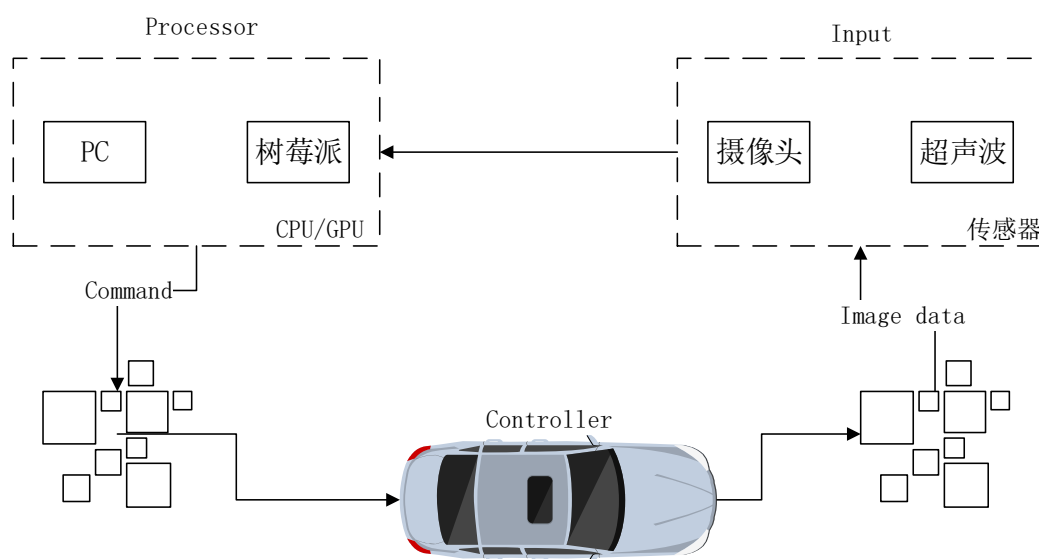 Processor
Input
PC
树莓派
摄像头
超声波
CPU/GPU
传感器
Command
Image data
Controller